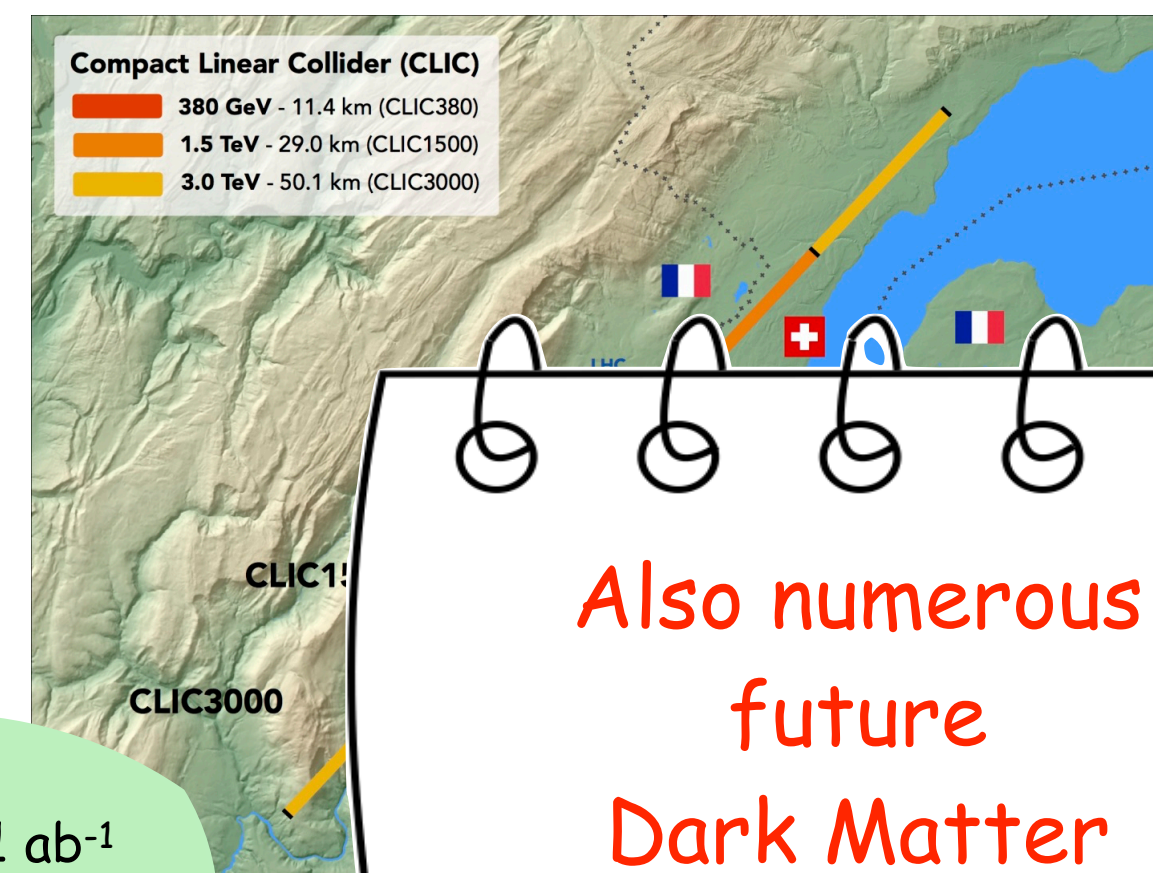 Compact Linear Collider (CLIC)
380 GeV - 11.4 km (CLIC380)
1.5 TeV - 29.0 km (CLIC1500)
3.0 TeV - 50.1 km (CLIC3000)
LHC
CLIC15
CLIC3000
ab-1
Also numerous
future
Dark Matter